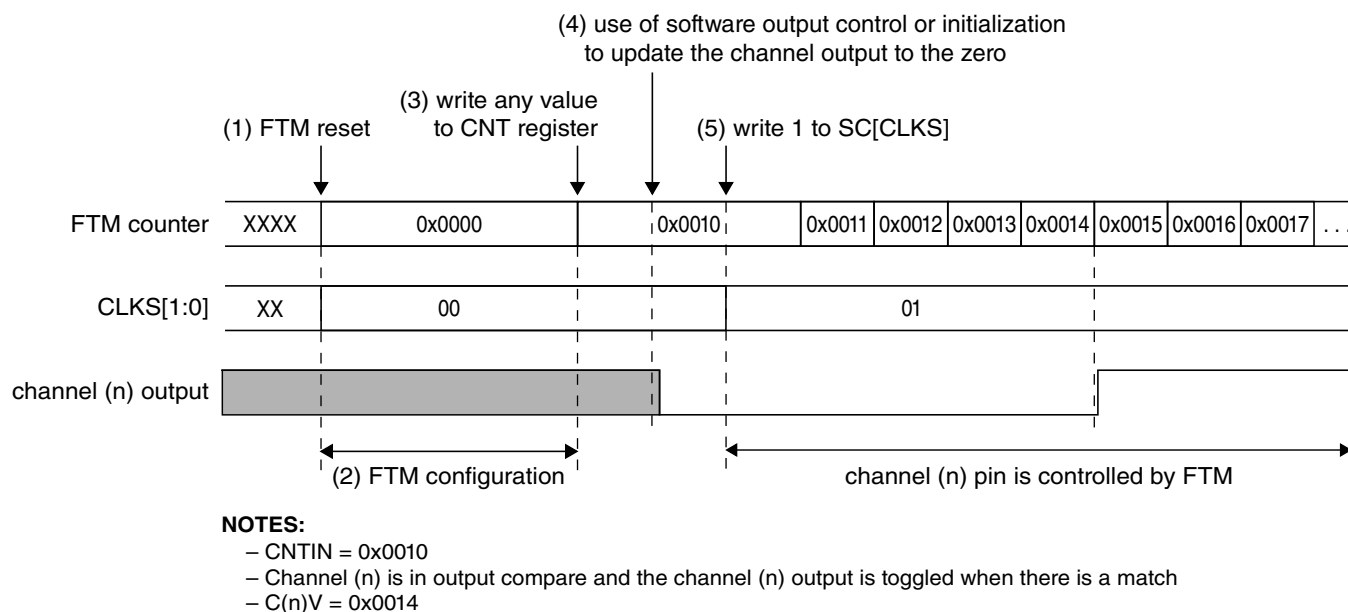 (4) use of software output control or initialization
to update the channel output to the zero
(3) write any value
to CNT register
(1) FTM reset
(5) write 1 to SC[CLKS]
FTM counter XXXX 0x0000 0x0010 0x0011 0x0012 0x0013 0x0014 0x0015 0x0016 0x0017 . . .
CLKS[1:0] XX 00 01
channel (n) output
(2) FTM configuration
channel (n) pin is controlled by FTM
NOTES:
– CNTIN = 0x0010
– Channel (n) is in output compare and the channel (n) output is toggled when there is a match
– C(n)V = 0x0014